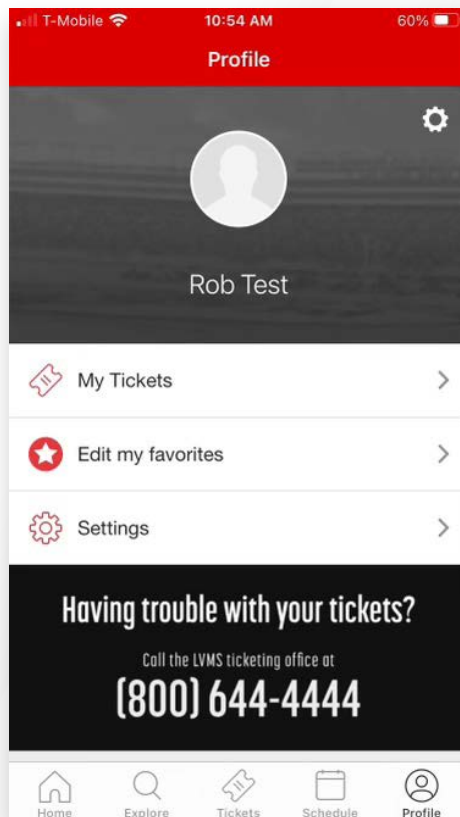 T-Mobile 10:54 AM 60%
Profile
Rob Test
My Tickets
Edit my favorites
Settings
Having trouble with your tickets?
Call the LVMS ticketing office at
(800) 644-4444
Home Explore Tickets Schedule Profile